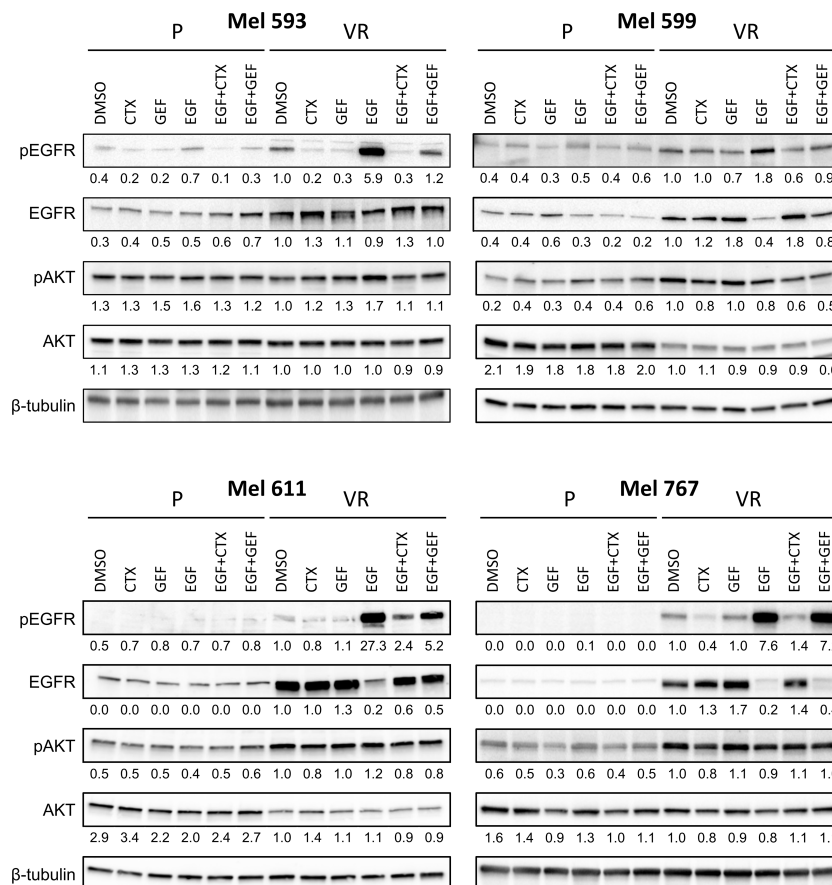 Mel 593
P VR
DMSO CTX GEF EGF EGF+CTX EGF+GEF DMSO CTX GEF EGF EGF+CTX EGF+GEF
pEGFR
0.4 0.2 0.2 0.7 0.1 0.3 1.0 0.2 0.3 5.9 0.3 1.2
EGFR
0.3 0.4 0.5 0.5 0.6 0.7 1.0 1.3 1.1 0.9 1.3 1.0
pAKT
1.3 1.3 1.5 1.6 1.3 1.2 1.0 1.2 1.3 1.7 1.1 1.1
AKT
1.1 1.3 1.3 1.3 1.2 1.1 1.0 1.0 1.0 1.0 0.9 0.9
β-tubulin
Mel 599
P VR
DMSO CTX GEF EGF EGF+CTX EGF+GEF DMSO CTX GEF EGF EGF+CTX EGF+GEF
0.4 0.4 0.3 0.5 0.4 0.6 1.0 1.0 0.7 1.8 0.6 0.9
0.4 0.4 0.6 0.3 0.2 0.2 1.0 1.2 1.8 0.4 1.8 0.8
0.2 0.4 0.3 0.4 0.4 0.6 1.0 0.8 1.0 0.8 0.6
2.1 1.9 1.8 1.8 1.8 2.0 1.0 1.1 0.9 0.9 0.9
Mel 611
P VR
DMSO CTX GEF EGF EGF+CTX EGF+GEF DMSO CTX GEF EGF EGF+CTX EGF+GEF
pEGFR
0.5 0.7 0.8 0.7 0.7 0.8 1.0 0.8 1.1 27.3 2.4 5.2
EGFR
0.0 0.0 0.0 0.0 0.0 0.0 1.0 1.0 1.3 0.2 0.6 0.5
pAKT
0.5 0.5 0.5 0.4 0.5 0.6 1.0 0.8 1.0 1.2 0.8 0.8
AKT
2.9 3.4 2.2 2.0 2.4 2.7 1.0 1.4 1.1 1.1 0.9 0.9
β-tubulin
Mel 767
P VR
DMSO CTX GEF EGF EGF+CTX EGF+GEF DMSO CTX GEF EGF EGF+CTX EGF+GEF
0.0 0.0 0.0 0.1 0.0 0.0 1.0 0.4 1.0 7.6 1.4 7.
0.0 0.0 0.0 0.0 0.0 0.0 1.0 1.3 1.7 0.2 1.4 0.
0.6 0.5 0.3 0.6 0.4 0.5 1.0 0.8 1.1 0.9 1.1 1.
1.6 1.4 0.9 1.3 1.0 1.1 1.0 0.8 0.9 0.8 1.1 1.